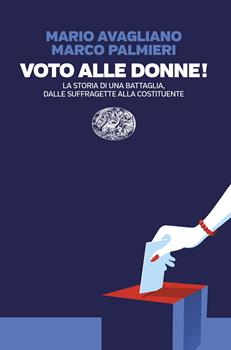 MARIO AVAGLIANO
MARCO PALMIERI
VOTO ALLE DONNE!
LA STORIA DI UNA BATTAGLIA,
DALLE SUFFRAGETTE ALLA COSTITUENTE